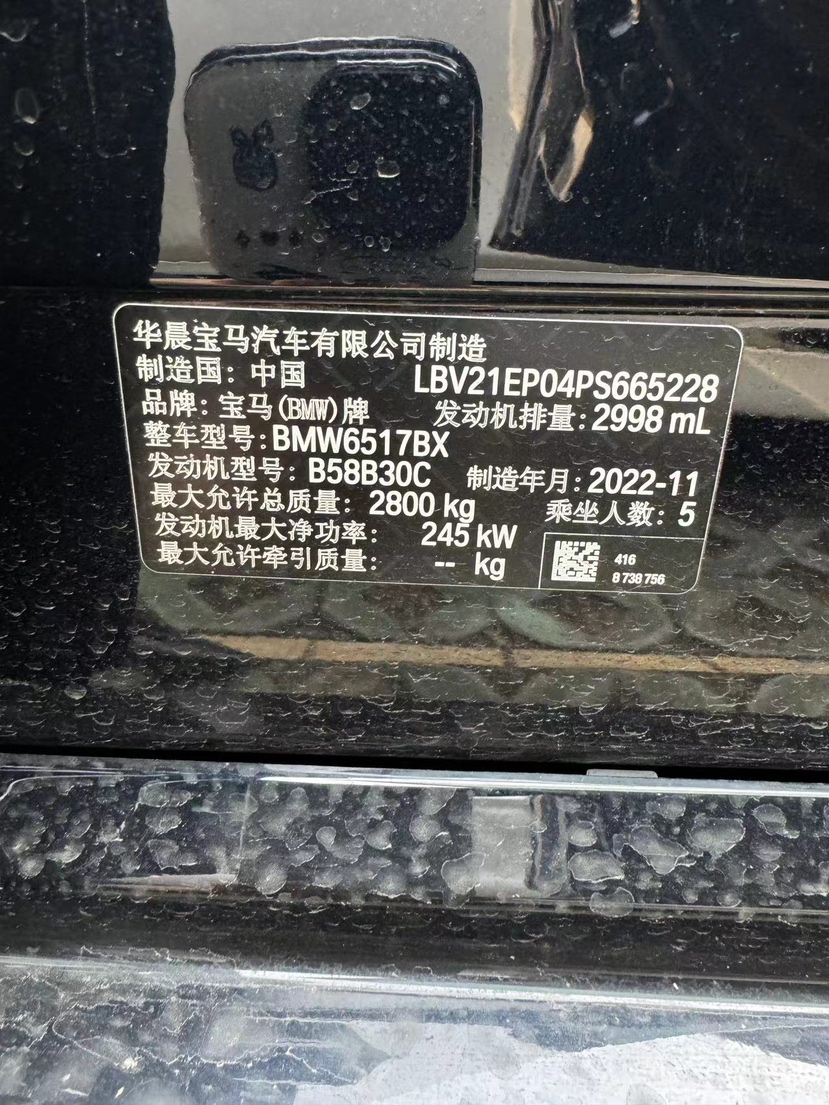 华晨宝马汽车有限公司制造
制造国：中国 LBV21EP04PS665228
品牌：宝马(BMW)牌 发动机排量：2998 mL
整车型号：BMW6517BX
发动机型号：B58B30C 制造年月：2022-11
最大允许总质量：2800 kg 乘坐人数：5
发动机最大净功率：245 kW
最大允许牵引质量：-- kg
416
8 738 756